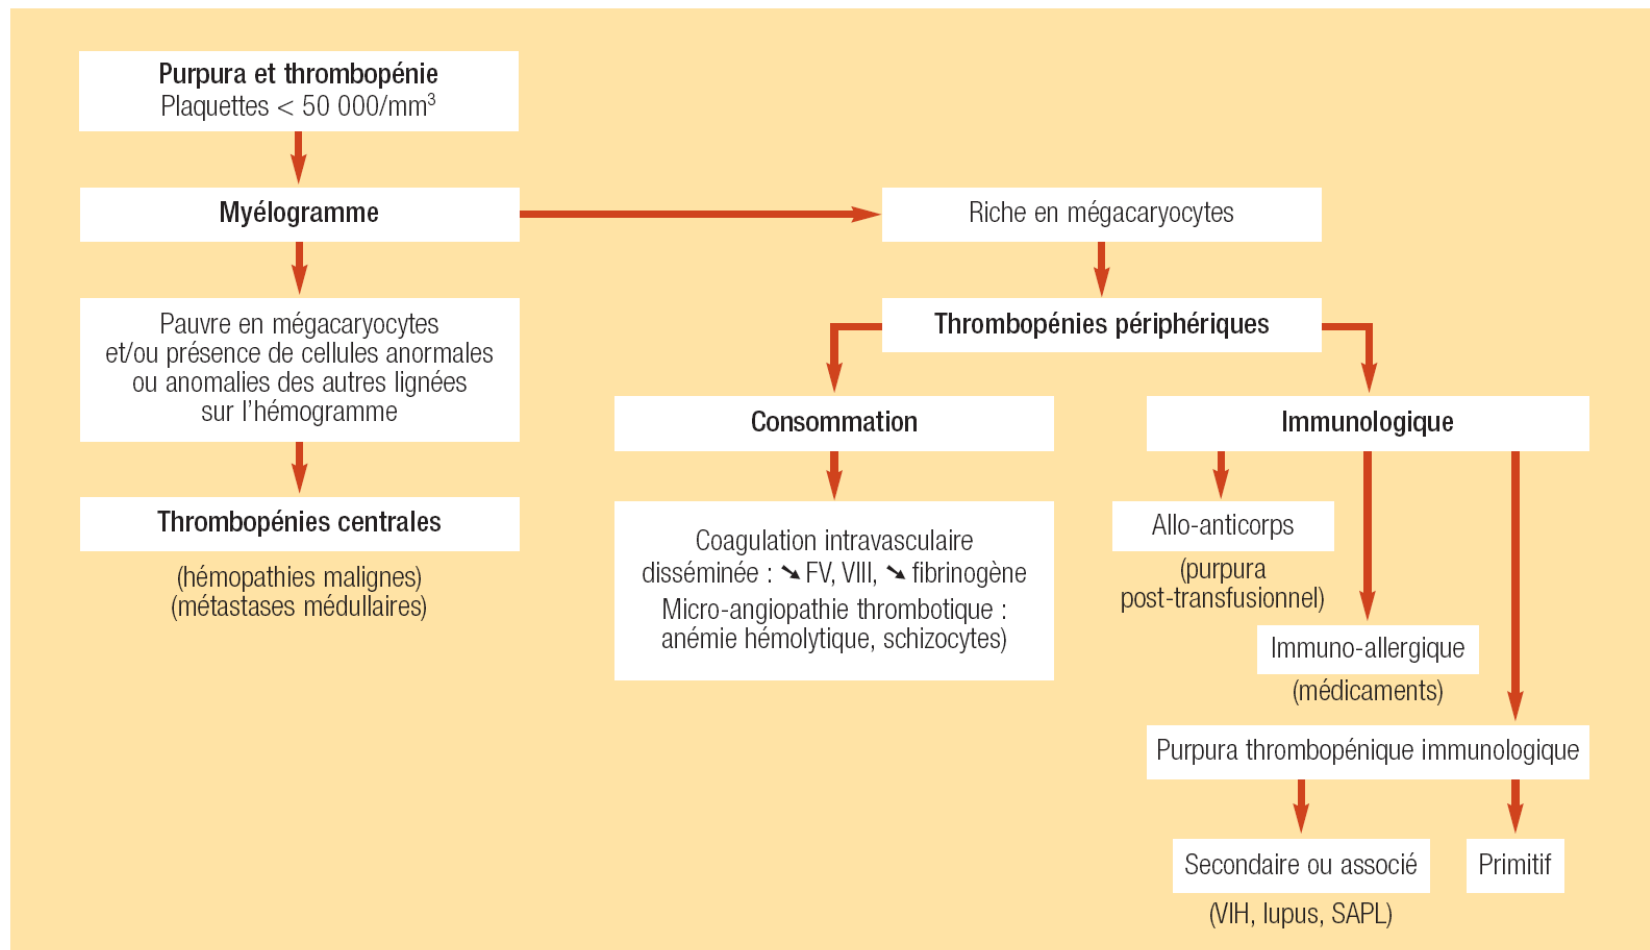 Purpura et thrombopénie
Plaquettes < 50 000/mm³
Myélogramme
Riche en mégacaryocytes
Pauvre en mégacaryocytes
et/ou présence de cellules anormales
ou anomalies des autres lignées
sur l’hémogramme
Thrombopénies périphériques
Consommation
Immunologique
Thrombopénies centrales
(hémopathies malignes)
(métastases médullaires)
Coagulation intravasculaire
disséminée : ➘ FV, VIII, ➘ fibrinogène
Micro-angiopathie thrombotique :
anémie hémolytique, schizocytes)
Allo-anticorps
(purpura
post-transfusionnel)
Immuno-allergique
(médicaments)
Purpura thrombopénique immunologique
Secondaire ou associé
(VIH, lupus, SAPL)
Primitif